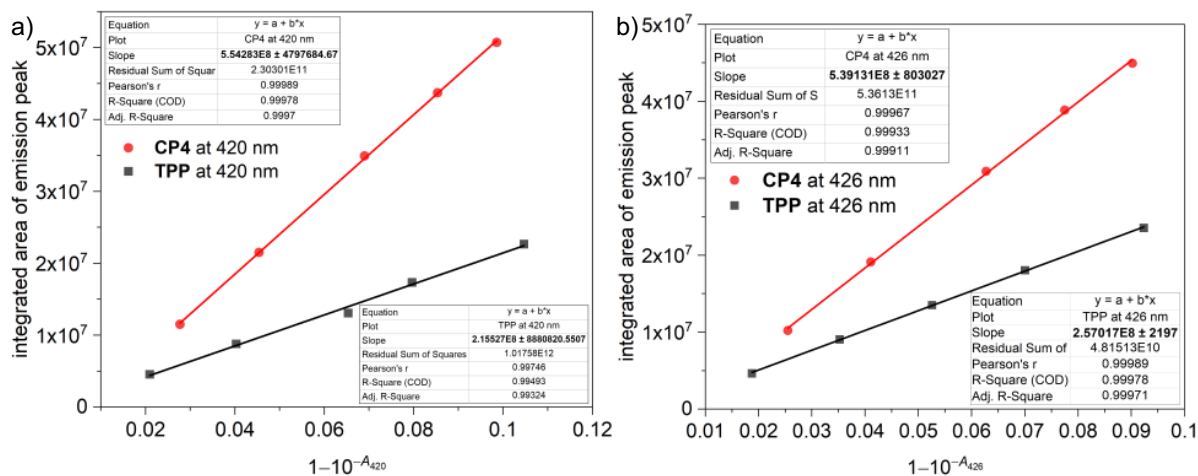 a)
integrated area of emission peak
5x10⁷
4x10⁷
3x10⁷
2x10⁷
1x10⁷
0
Equation y = a + b*x
Plot CP4 at 420 nm
Slope 5.54283E8 ± 4797684.67
Residual Sum of Squar 2.30301E11
Pearson's r 0.99989
R-Square (COD) 0.99978
Adj. R-Square 0.9997
CP4 at 420 nm
TPP at 420 nm
Equation y = a + b*x
Plot TPP at 420 nm
Slope 2.15527E8 ± 8880820.5507
Residual Sum of Squares 1.01758E12
Pearson's r 0.99746
R-Square (COD) 0.99493
Adj. R-Square 0.99324
0.02 0.04 0.06 0.08 0.10 0.12
1–10⁻ᴬ⁴²⁰
b)
integrated area of emission peak
5x10⁷
4x10⁷
3x10⁷
2x10⁷
1x10⁷
0
Equation y = a + b*x
Plot CP4 at 426 nm
Slope 5.39131E8 ± 803027
Residual Sum of S 5.3613E11
Pearson's r 0.99967
R-Square (COD) 0.99933
Adj. R-Square 0.99911
CP4 at 426 nm
TPP at 426 nm
Equation y = a + b*x
Plot TPP at 426 nm
Slope 2.57017E8 ± 2197
Residual Sum of 4.81513E10
Pearson's r 0.99989
R-Square (COD) 0.99978
Adj. R-Square 0.99971
0.01 0.02 0.03 0.04 0.05 0.06 0.07 0.08 0.09 0.1
1–10⁻ᴬ⁴²⁶